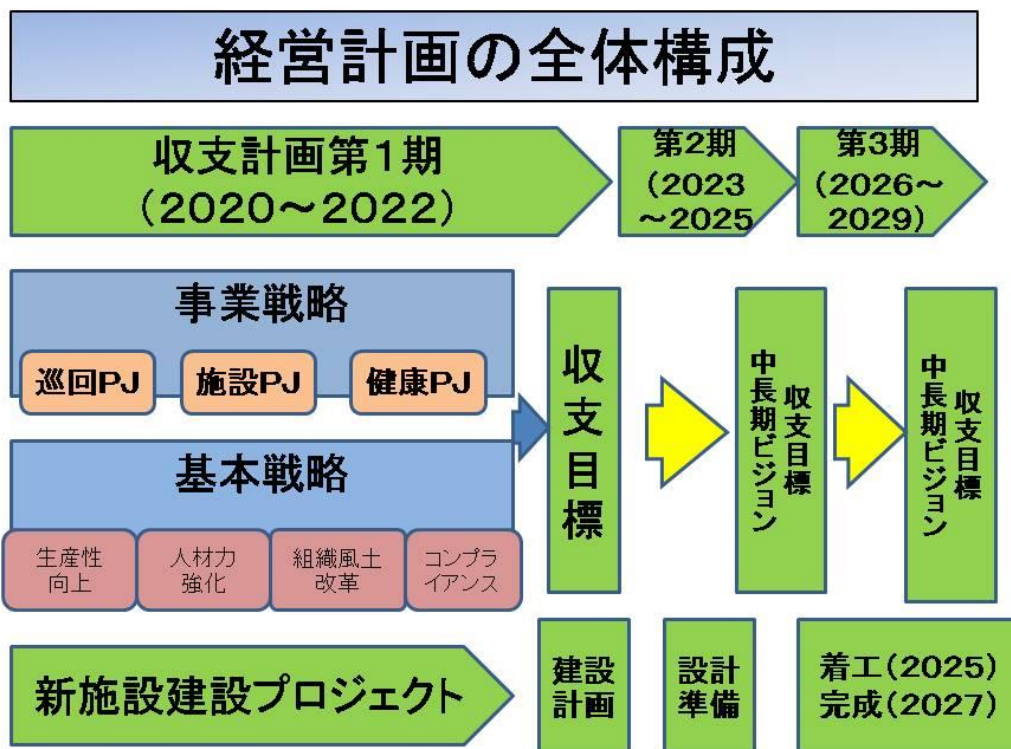 経営計画の全体構成
収支計画第1期
（2020～2022）
第2期
（2023
～2025
第3期
（2026～
2029）
事業戦略
巡回PJ
施設PJ
健康PJ
基本戦略
生産性
向上
人材力
強化
組織風土
改革
コンプラ
イアンス
収支目標
収支目標
中長期ビジョン
収支目標
中長期ビジョン
新施設建設プロジェクト
建設
計画
設計
準備
着工(2025)
完成(2027)